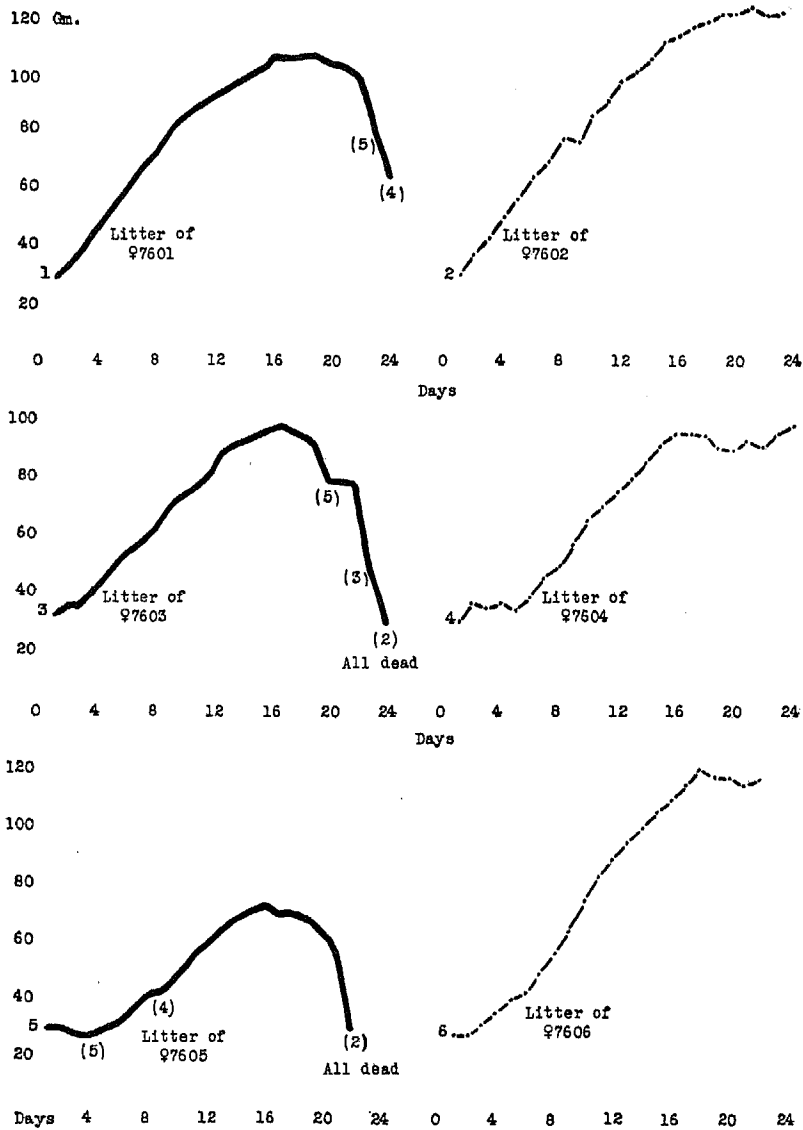 120 Gm.
100
80
60
40
20
1
(5)
(4)
Litter of
♀7601
2
Litter of
♀7602
0 4 8 12 16 20 24 0 4 8 12 16 20 24
Days
100
80
60
40
20
3
(5)
(3)
(2)
All dead
Litter of
♀7603
4
Litter of
♀7604
0 4 8 12 16 20 24 0 4 8 12 16 20 24
Days
120
100
80
60
40
20
5
(5)
(4)
(2)
All dead
Litter of
♀7605
6
Litter of
♀7606
Days 4 8 12 16 20 24 0 4 8 12 16 20 24